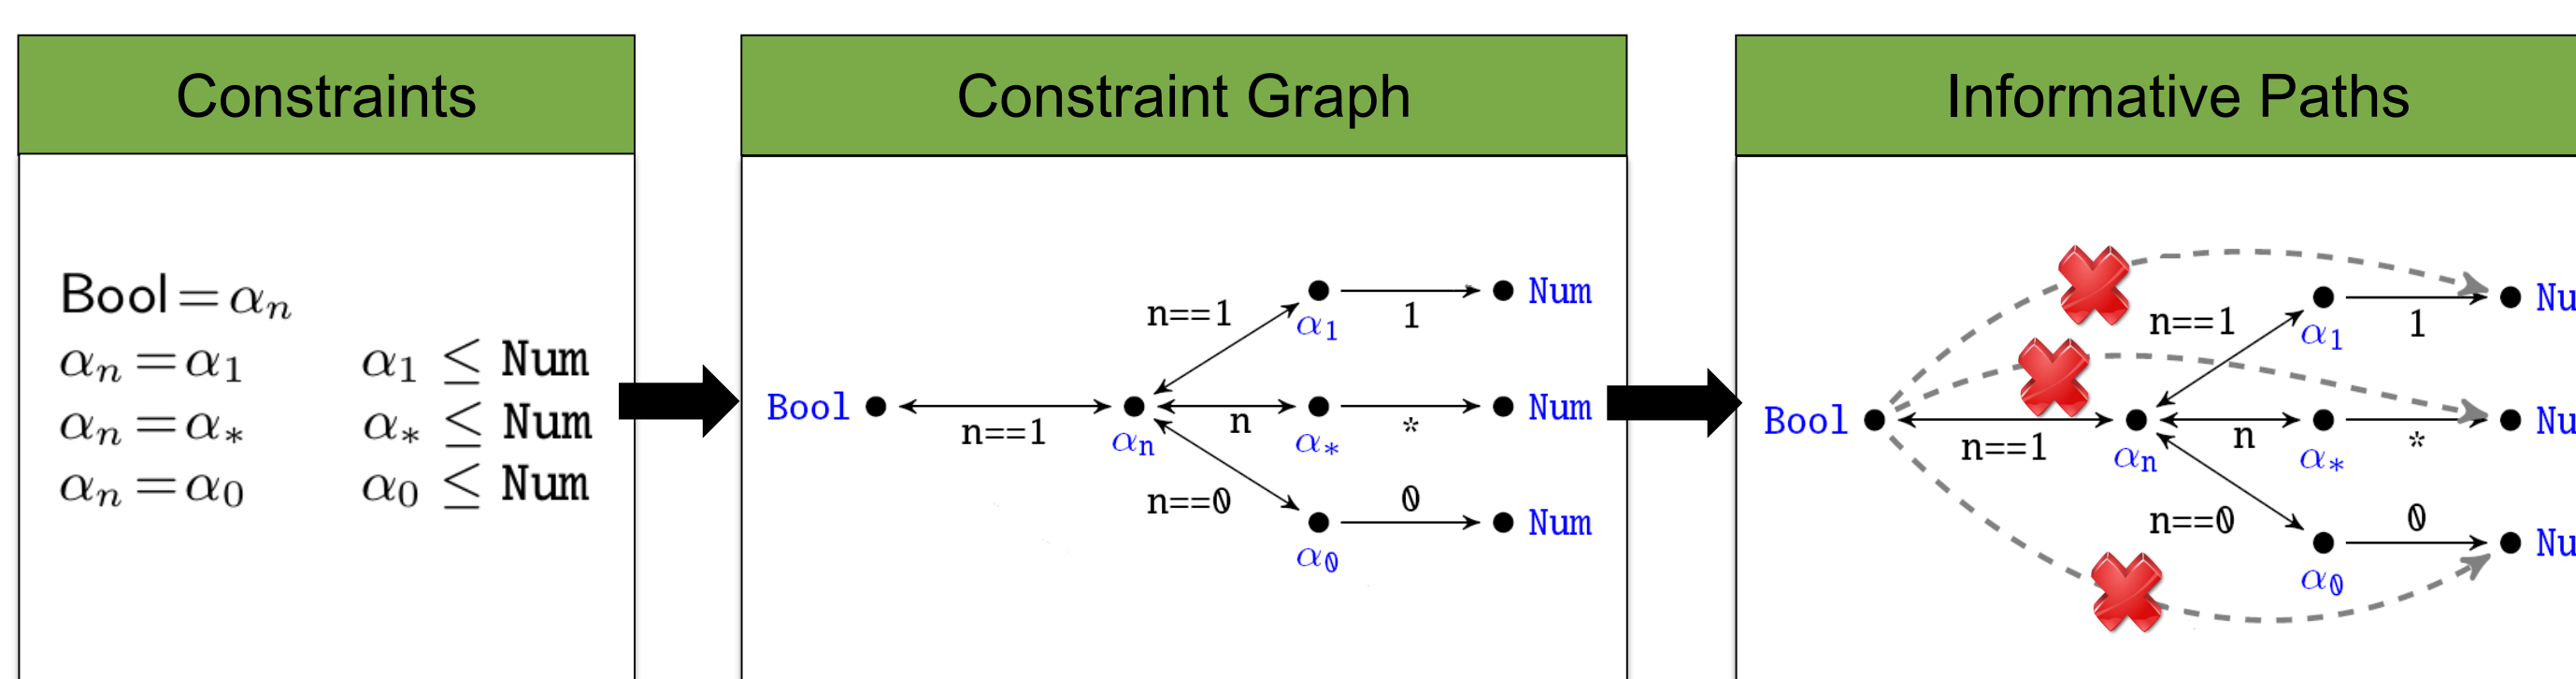 Constraints
Bool = αn
αn = α1 α1 ≤ Num
αn = α* α* ≤ Num
αn = α0 α0 ≤ Num
Constraint Graph
n==1
α1
1
Num
Bool
n==1
αn
n
α*
*
Num
n==0
α0
0
Num
Informative Paths
n==1
α1
1
Nu
Bool
n==1
αn
n
α*
*
Nu
n==0
α0
0
Nu